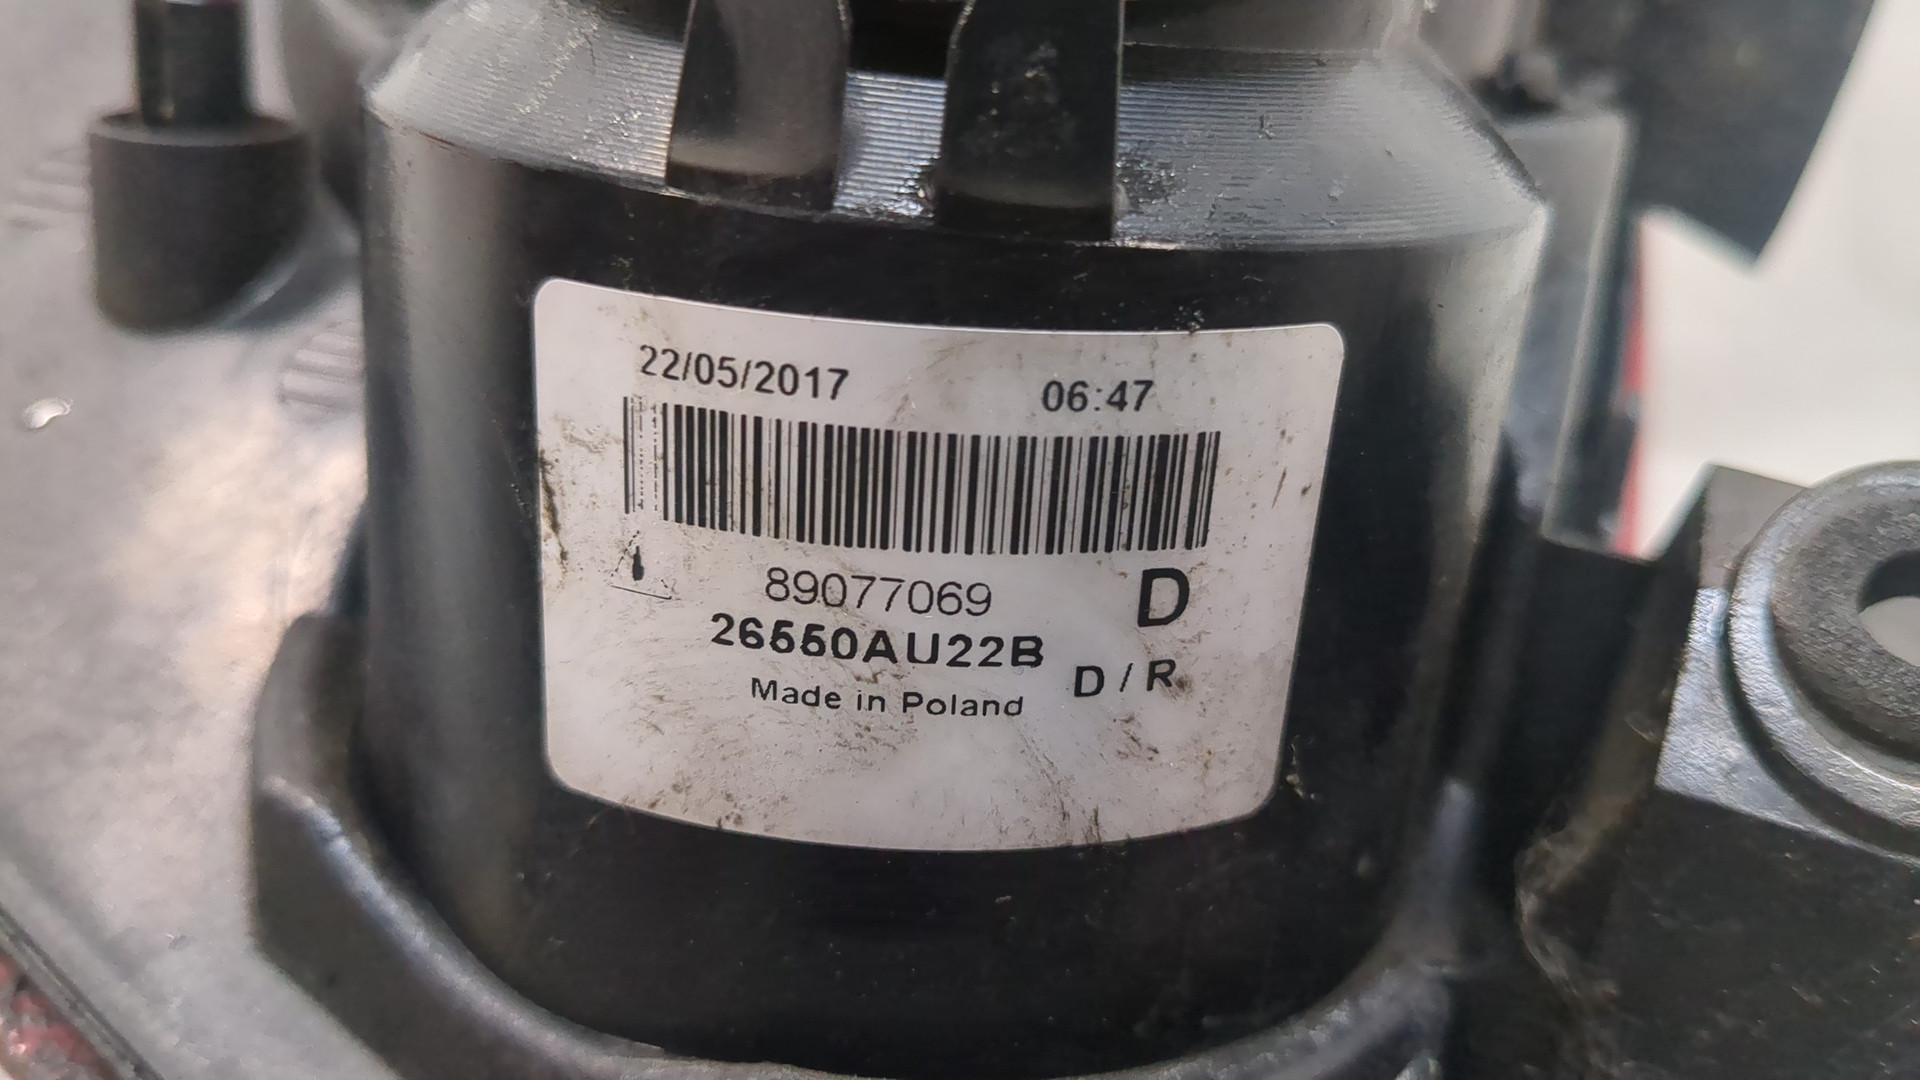 22/05/2017 06:47
89077069 D
26550AU22B
D / R
Made in Poland